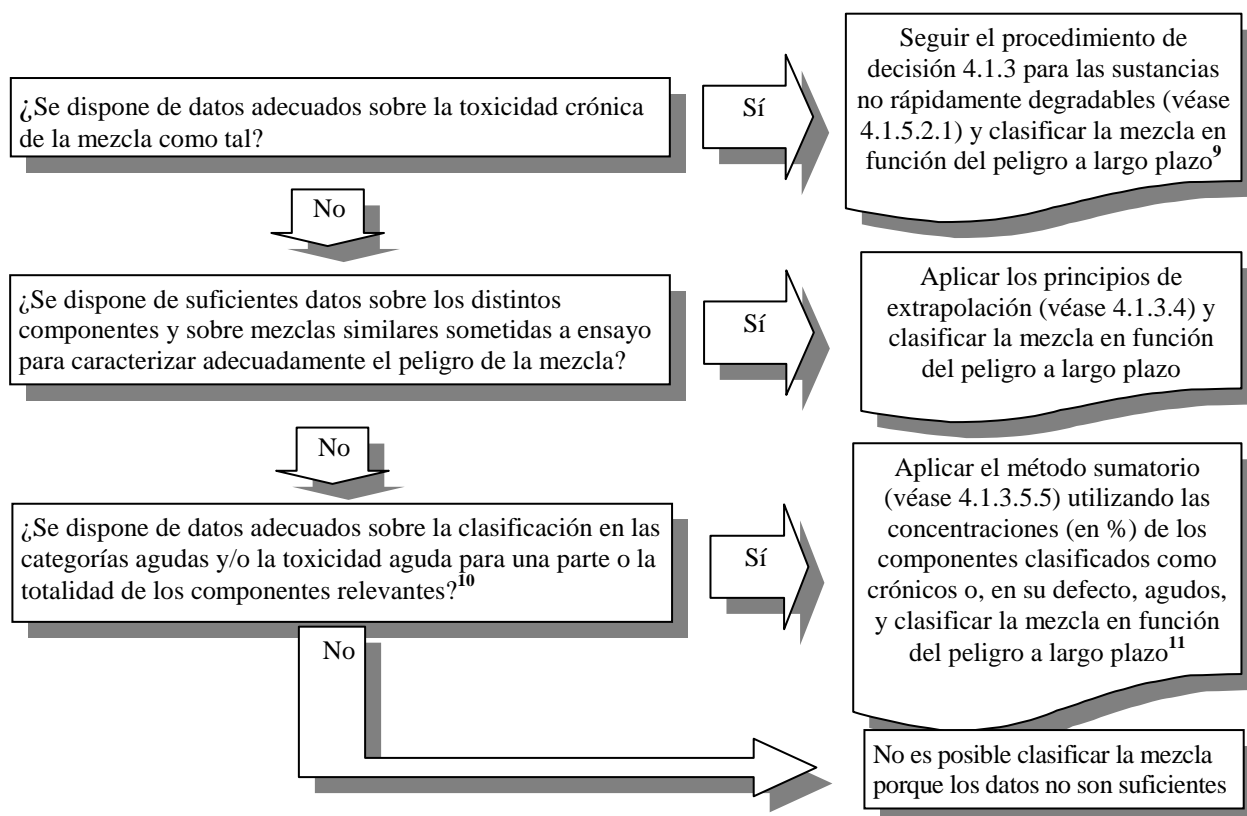 ¿Se dispone de datos adecuados sobre la toxicidad crónica
de la mezcla como tal?
Sí
Seguir el procedimiento de
decisión 4.1.3 para las sustancias
no rápidamente degradables (véase
4.1.5.2.1) y clasificar la mezcla en
función del peligro a largo plazo9
No
¿Se dispone de suficientes datos sobre los distintos
componentes y sobre mezclas similares sometidas a ensayo
para caracterizar adecuadamente el peligro de la mezcla?
Sí
Aplicar los principios de
extrapolación (véase 4.1.3.4) y
clasificar la mezcla en función
del peligro a largo plazo
No
¿Se dispone de datos adecuados sobre la clasificación en las
categorías agudas y/o la toxicidad aguda para una parte o la
totalidad de los componentes relevantes?10
Sí
Aplicar el método sumatorio
(véase 4.1.3.5.5) utilizando las
concentraciones (en %) de los
componentes clasificados como
crónicos o, en su defecto, agudos,
y clasificar la mezcla en función
del peligro a largo plazo11
No
No es posible clasificar la mezcla
porque los datos no son suficientes